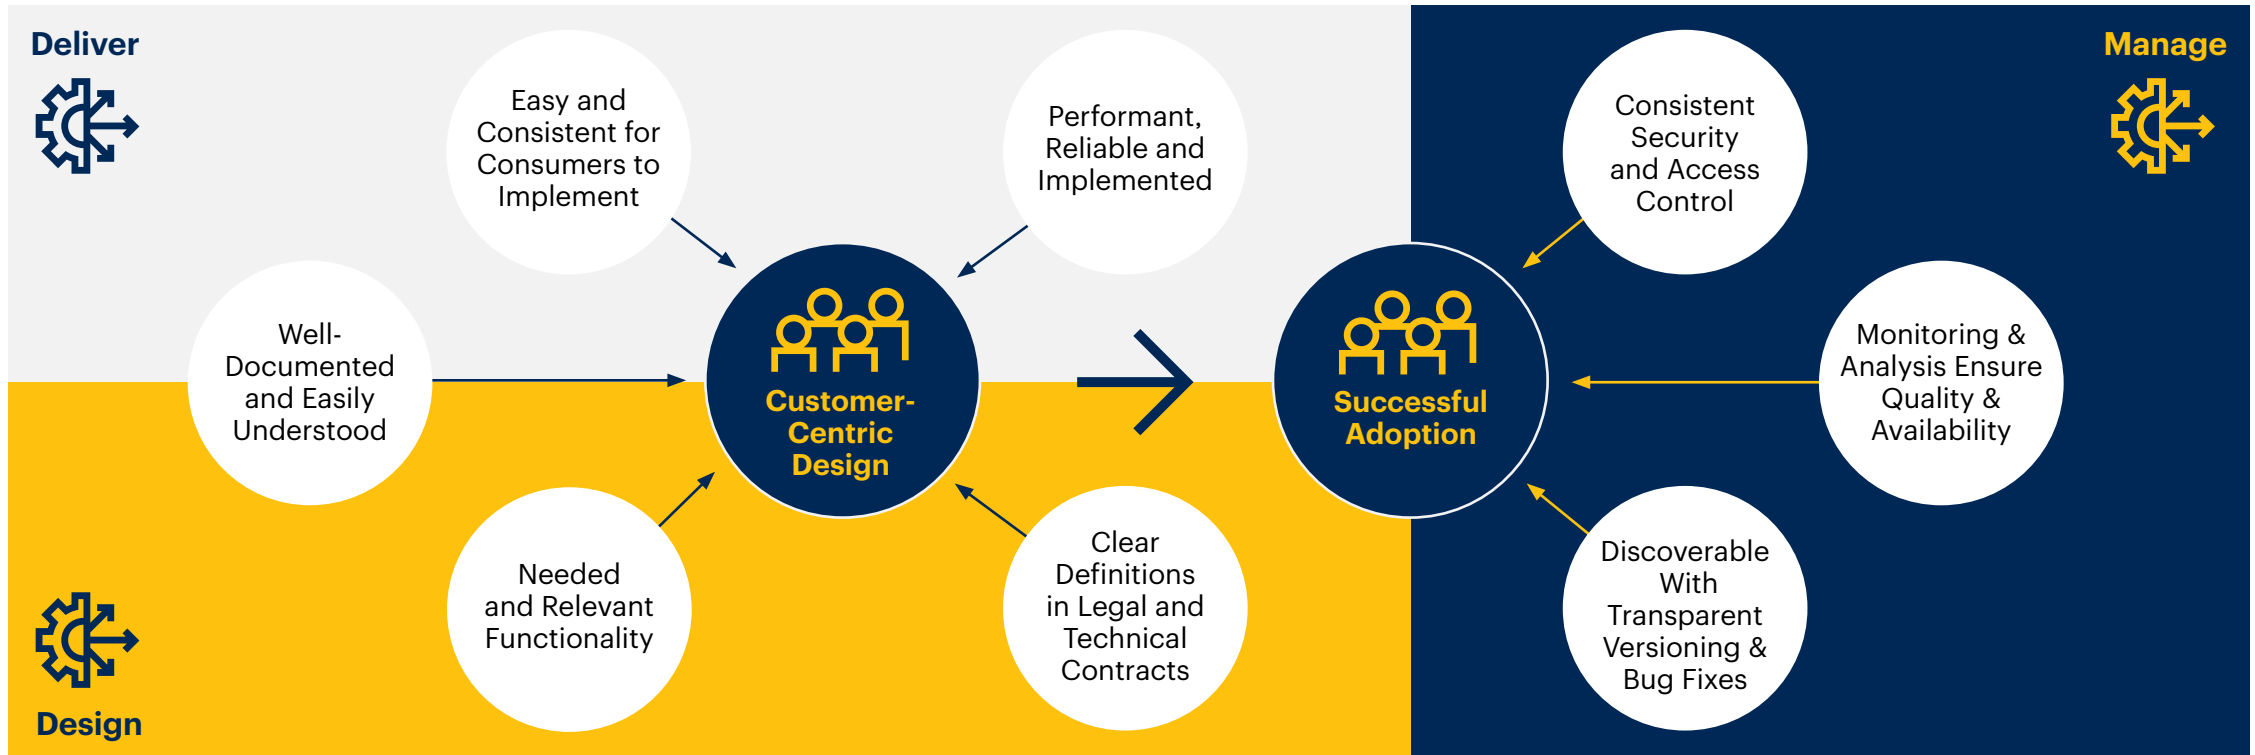 Deliver
Manage
Easy and
Consistent for
Consumers to
Implement
Performant,
Reliable and
Implemented
Consistent
Security
and Access
Control
Well-
Documented
and Easily
Understood
Customer-
Centric
Design
Successful
Adoption
Monitoring &
Analysis Ensure
Quality &
Availability
Needed
and Relevant
Functionality
Clear
Definitions
in Legal and
Technical
Contracts
Discoverable
With
Transparent
Versioning &
Bug Fixes
Design